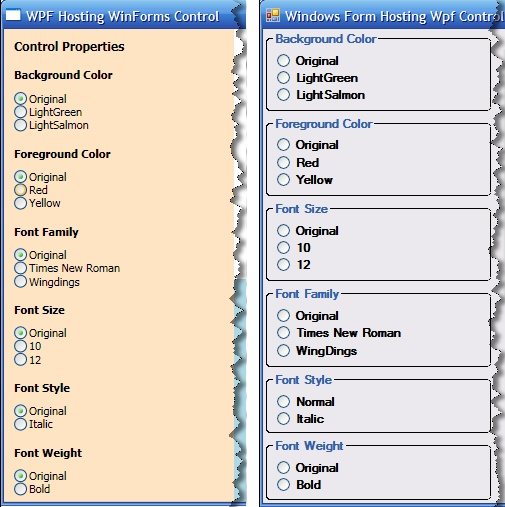 WPF Hosting WinForms Control
Control Properties
Background Color
Original
LightGreen
LightSalmon
Foreground Color
Original
Red
Yellow
Font Family
Original
Times New Roman
Wingdings
Font Size
Original
10
12
Font Style
Original
Italic
Font Weight
Original
Bold
Windows Form Hosting Wpf Control
Background Color
Original
LightGreen
LightSalmon
Foreground Color
Original
Red
Yellow
Font Size
Original
10
12
Font Family
Original
Times New Roman
WingDings
Font Style
Normal
Italic
Font Weight
Original
Bold